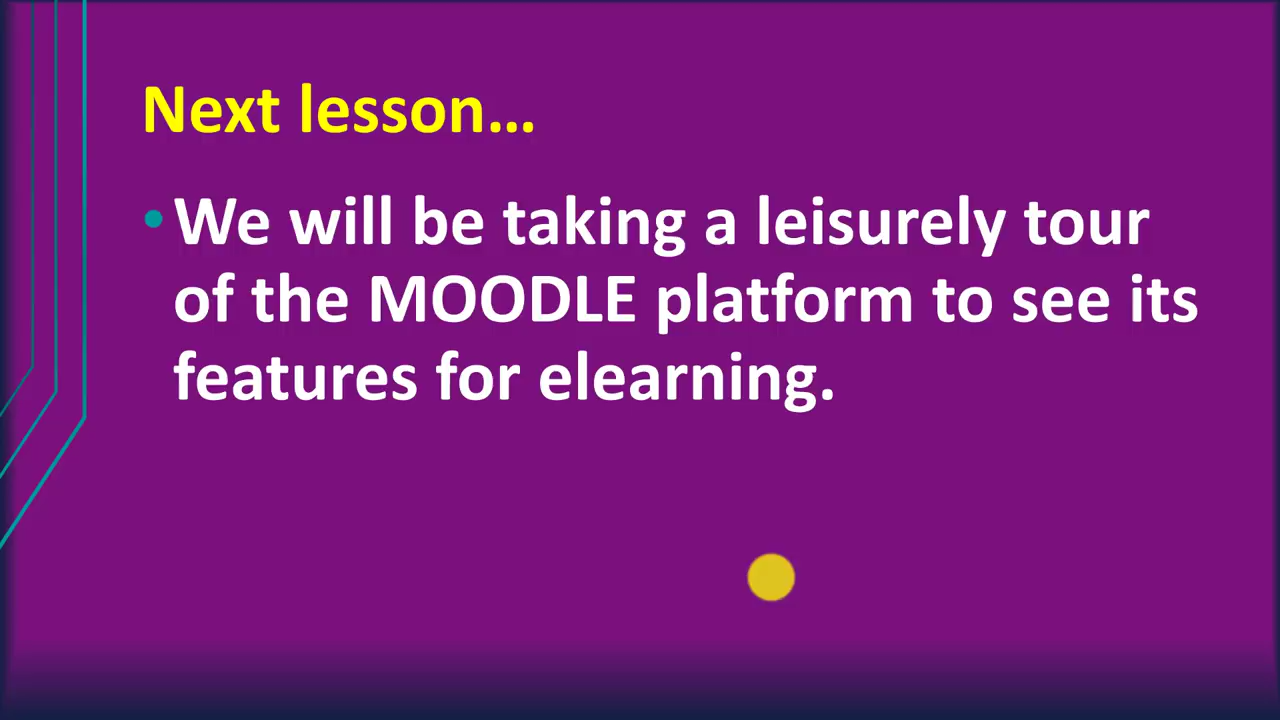 Next lesson...
• We will be taking a leisurely tour
of the MOODLE platform to see its
features for elearning.